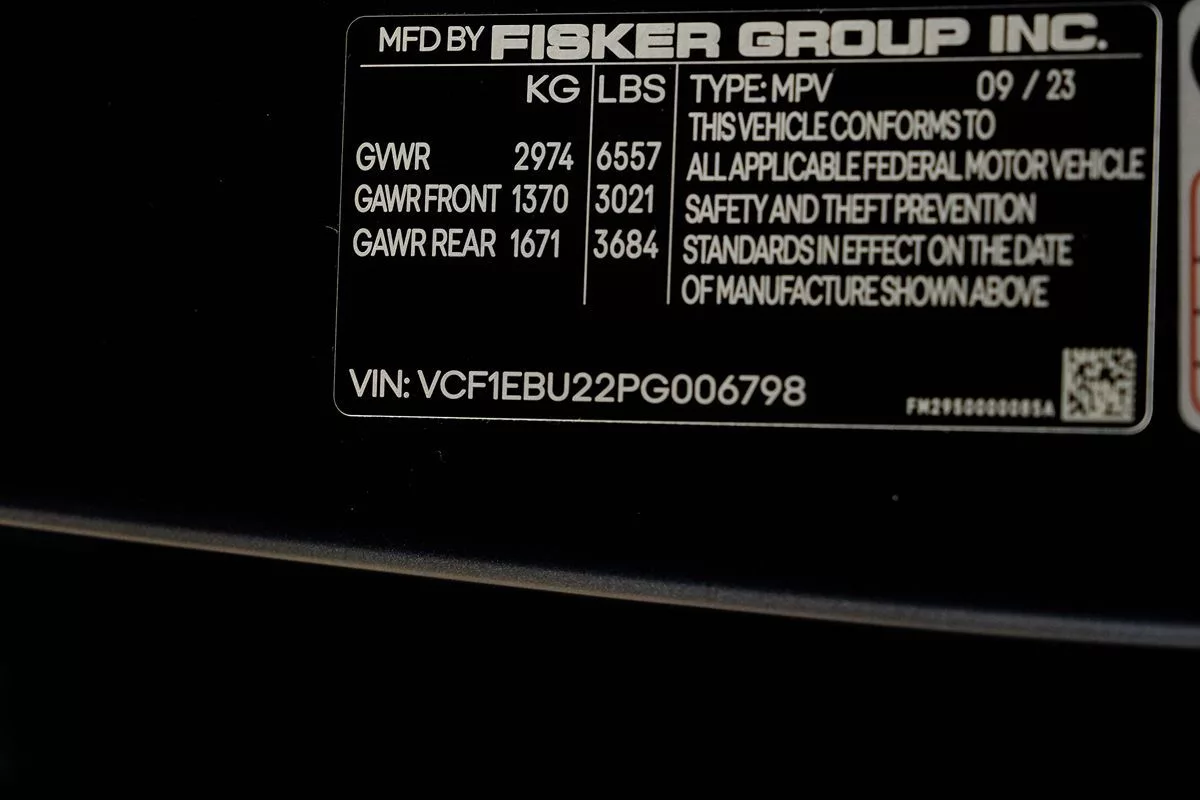 MFD BY FISKER GROUP INC.
KG LBS TYPE: MPV 09 / 23
THIS VEHICLE CONFORMS TO
GVWR 2974 6557 ALL APPLICABLE FEDERAL MOTOR VEHICLE
GAWR FRONT 1370 3021 SAFETY AND THEFT PREVENTION
GAWR REAR 1671 3684 STANDARDS IN EFFECT ON THE DATE
OF MANUFACTURE SHOWN ABOVE
VIN: VCF1EBU22PG006798